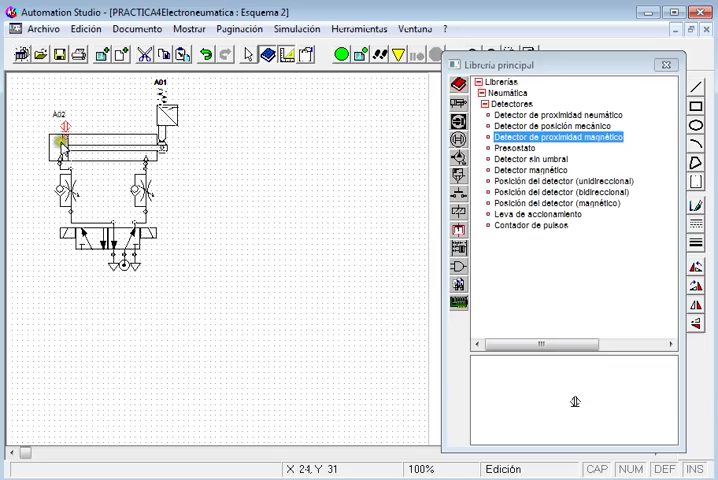 Automation Studio - [PRACTICA4Electroneumatica : Esquema 2]
Archivo Edición Documento Mostrar Paginación Simulación Herramientas Ventana ?
Librería principal
Librerías
Neumática
Detectores
Detector de proximidad neumático
Detector de posición mecánico
Detector de proximidad magnético
Presostato
Detector sin umbral
Detector magnético
Posición del detector (unidireccional)
Posición del detector (bidireccional)
Posición del detector (magnético)
Leva de accionamiento
Contador de pulsos
A01
A02
X 24, Y 31 100% Edición CAP NUM DEF INS